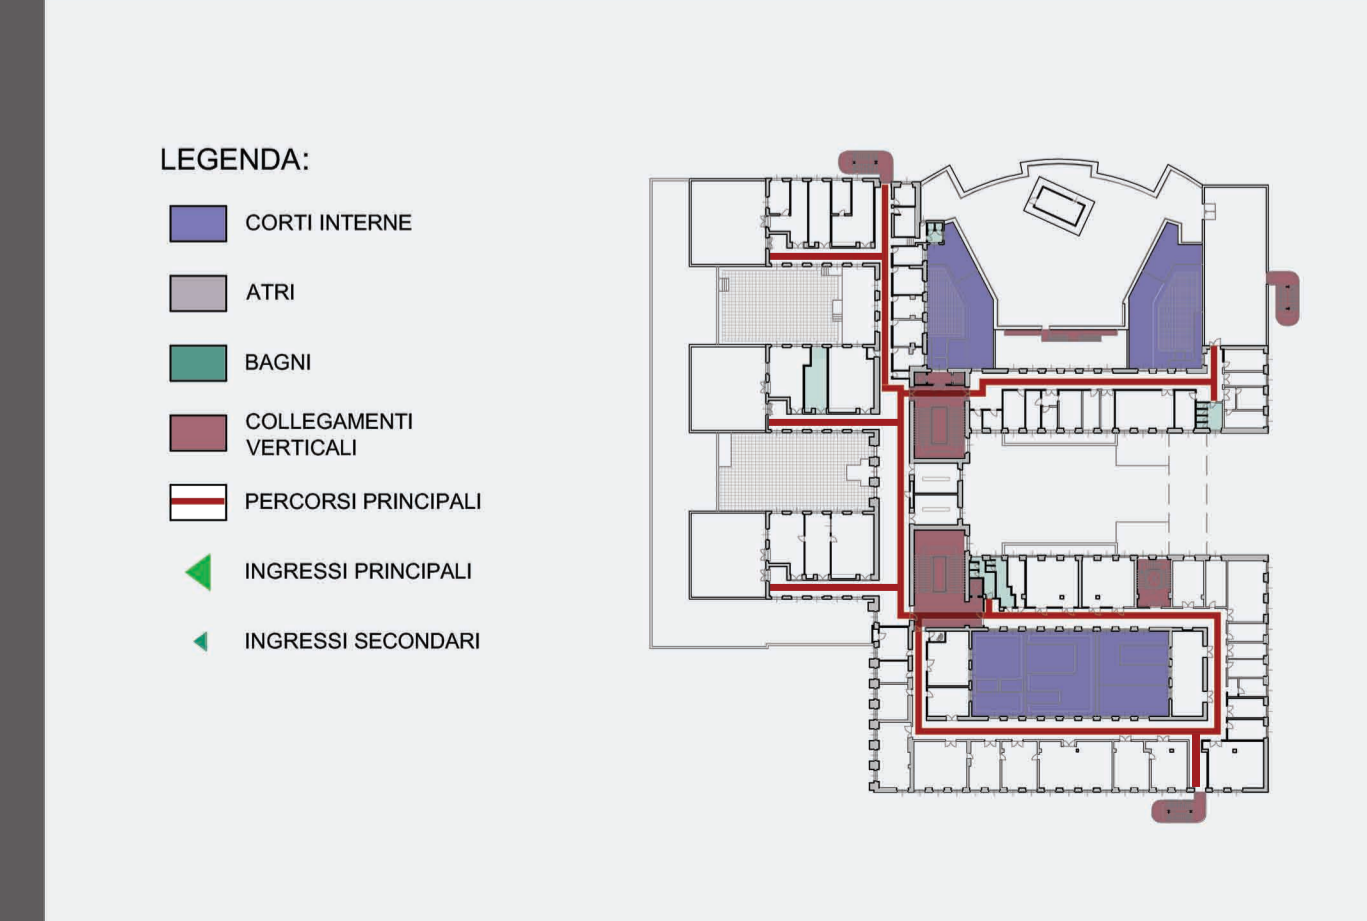 LEGENDA:
CORTI INTERNE
ATRI
BAGNI
COLLEGAMENTI
VERTICALI
PERCORSI PRINCIPALI
INGRESSI PRINCIPALI
INGRESSI SECONDARI